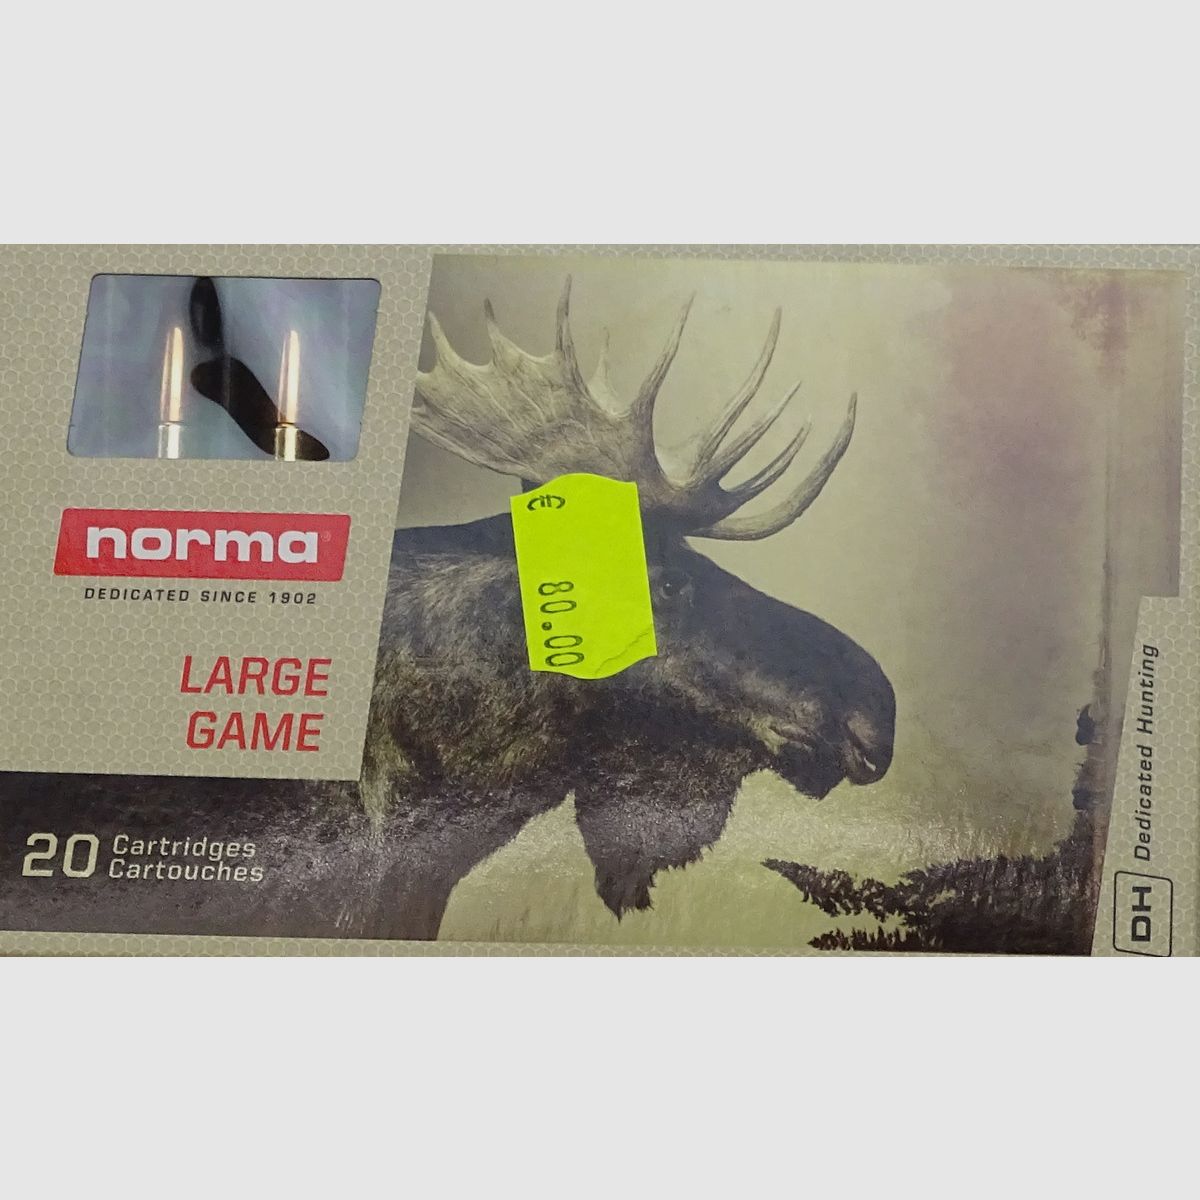 norma
DEDICATED SINCE 1902
LARGE
GAME
20 Cartridges
Cartouches
€ 80.00
DH Dedicated Hunting